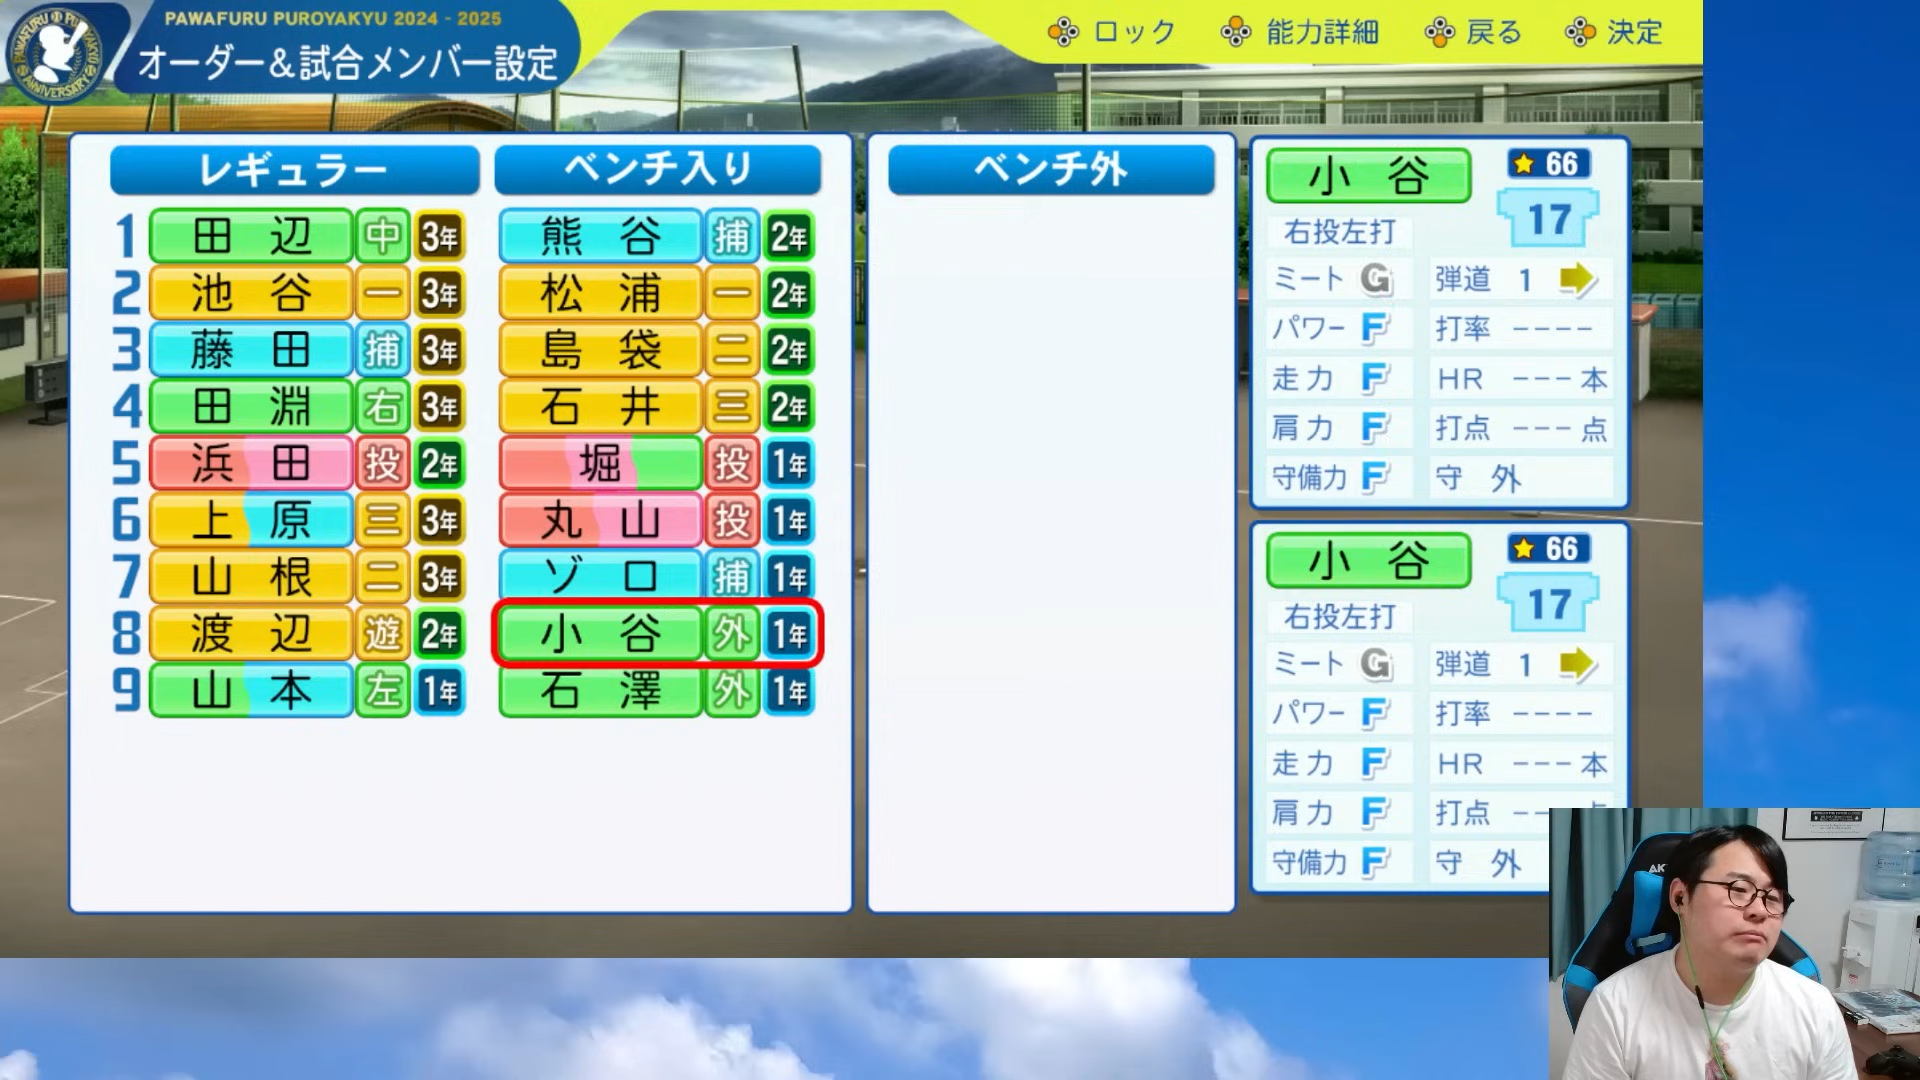 PAWAFURU PUROYAKYU 2024 - 2025
オーダー＆試合メンバー設定
ロック 能力詳細 戻る 決定
レギュラー
1 田辺 中 3年
2 池谷 一 3年
3 藤田 捕 3年
4 田淵 右 3年
5 浜田 投 2年
6 上原 三 3年
7 山根 二 3年
8 渡辺 遊 2年
9 山本 左 1年
ベンチ入り
熊谷 捕 2年
松浦 一 2年
島袋 二 2年
石井 三 2年
堀 投 1年
丸山 投 1年
ゾロ 捕 1年
小谷 外 1年
石澤 外 1年
ベンチ外
小谷 66
右投左打 17
ミート G 弾道 1
パワー F 打率 ----
走力 F HR ---本
肩力 F 打点 ---点
守備力 F 守 外
小谷 66
右投左打 17
ミート G 弾道 1
パワー F 打率 ----
走力 F HR ---本
肩力 F 打点 --
守備力 F 守 外